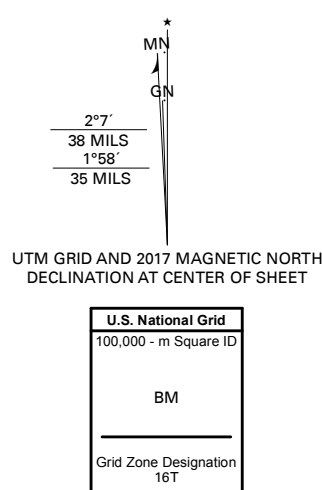 ★
MN
GN
2°7´
38 MILS
1°58´
35 MILS
UTM GRID AND 2017 MAGNETIC NORTH
DECLINATION AT CENTER OF SHEET
U.S. National Grid
100,000 - m Square ID
BM
Grid Zone Designation
16T